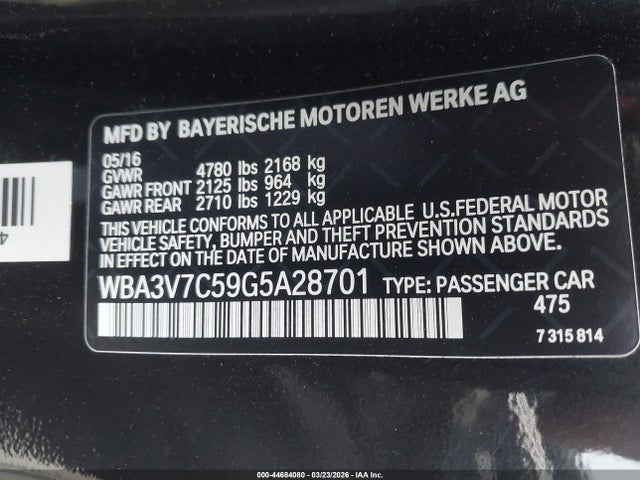 MFD BY BAYERISCHE MOTOREN WERKE AG
05/16
GVWR 4780 lbs 2168 kg
GAWR FRONT 2125 lbs 964 kg
GAWR REAR 2710 lbs 1229 kg
THIS VEHICLE CONFORMS TO ALL APPLICABLE U.S.FEDERAL MOTOR
VEHICLE SAFETY, BUMPER AND THEFT PREVENTION STANDARDS
IN EFFECT ON THE DATE OF MANUFACTURE SHOWN ABOVE.
WBA3V7C59G5A28701 TYPE: PASSENGER CAR
475
7315814
4
000-44684080 - 03/23/2026 - IAA Inc.